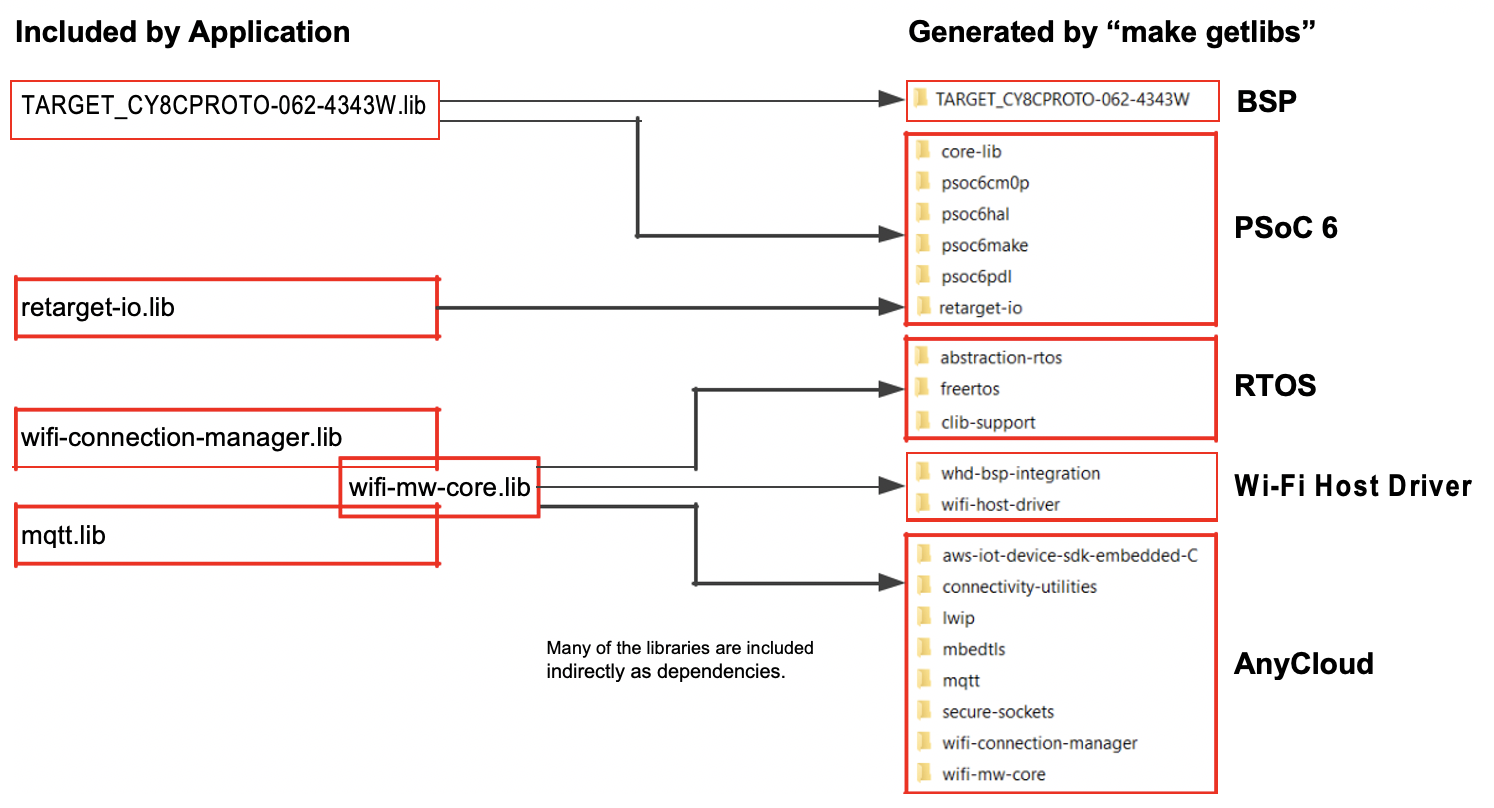 Included by Application
Generated by “make getlibs”
TARGET_CY8CPROTO-062-4343W.lib
TARGET_CY8CPROTO-062-4343W
BSP
core-lib
psoc6cm0p
psoc6hal
psoc6make
psoc6pdl
retarget-io
PSoC 6
retarget-io.lib
abstraction-rtos
freertos
clib-support
RTOS
wifi-connection-manager.lib
wifi-mw-core.lib
mqtt.lib
whd-bsp-integration
wifi-host-driver
Wi-Fi Host Driver
aws-iot-device-sdk-embedded-C
connectivity-utilities
lwip
mbedtls
mqtt
secure-sockets
wifi-connection-manager
wifi-mw-core
AnyCloud
Many of the libraries are included
indirectly as dependencies.